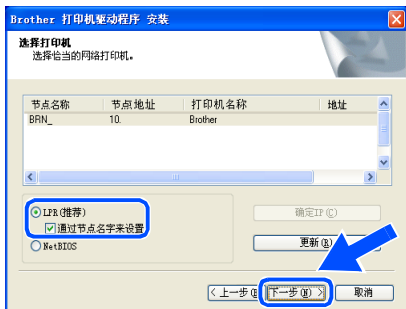 Brother 打印机驱动程序 安装
选择打印机
选择恰当的网络打印机。
节点名称 节点地址 打印机名称 地址
BRN_ 10. Brother
LPR(推荐)
通过节点名字来设置
NetBIOS
确定IP(C)
更新(R)
< 上一步(B) 下一步(N) > 取消